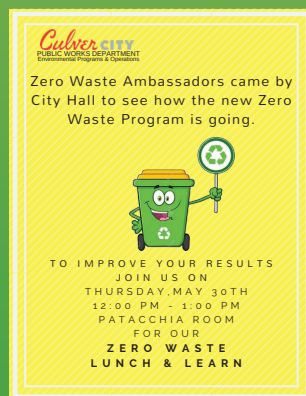 Culver CITY
PUBLIC WORKS DEPARTMENT
Environmental Programs & Operations
Zero Waste Ambassadors came by
City Hall to see how the new Zero
Waste Program is going.
TO IMPROVE YOUR RESULTS
JOIN US ON
THURSDAY,MAY 30TH
12:00 PM - 1:00 PM
PATACCHIA ROOM
FOR OUR
ZERO WASTE
LUNCH & LEARN